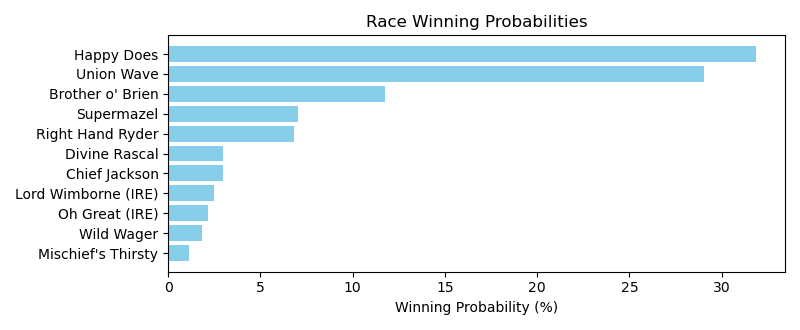 Race Winning Probabilities
Happy Does
Union Wave
Brother o' Brien
Supermazel
Right Hand Ryder
Divine Rascal
Chief Jackson
Lord Wimborne (IRE)
Oh Great (IRE)
Wild Wager
Mischief's Thirsty
0 5 10 15 20 25 30
Winning Probability (%)